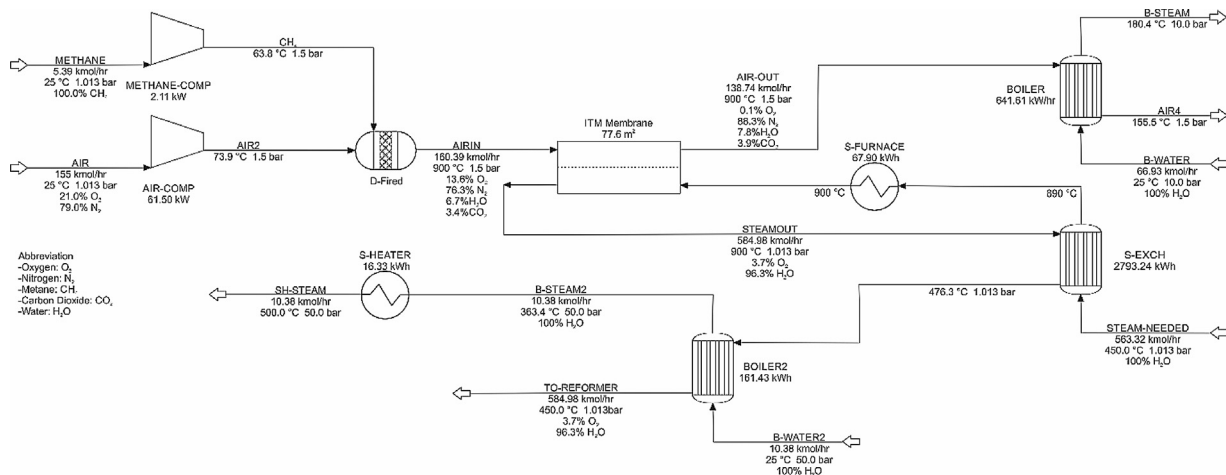 METHANE
5.39 kmol/hr
25 °C 1.013 bar
100.0% CH₄
METHANE-COMP
2.11 kW
CH₄
63.8 °C 1.5 bar
AIR
155 kmol/hr
25 °C 1.013 bar
21.0% O₂
79.0% N₂
AIR-COMP
61.50 kW
AIR2
73.9 °C 1.5 bar
D-Fired
AIRIN
160.39 kmol/hr
900 °C 1.5 bar
13.6% O₂
76.3% N₂
6.7%H₂O
3.4%CO₂
ITM Membrane
77.6 m²
AIR-OUT
138.74 kmol/hr
900 °C 1.5 bar
0.1% O₂
88.3% N₂
7.8%H₂O
3.9%CO₂
S-FURNACE
67.90 kWh
900 °C
890 °C
B-STEAM
180.4 °C 10.0 bar
BOILER
641.61 kW/hr
AIR4
155.5 °C 1.5 bar
B-WATER
66.93 kmol/hr
25 °C 10.0 bar
100% H₂O
STEAMOUT
584.98 kmol/hr
900 °C 1.013 bar
3.7% O₂
96.3% H₂O
S-EXCH
2793.24 kWh
476.3 °C 1.013 bar
STEAM-NEEDED
563.32 kmol/hr
450.0 °C 1.013 bar
100% H₂O
Abbreviation
-Oxygen: O₂
-Nitrogen: N₂
-Metane: CH₄
-Carbon Dioxide: CO₂
-Water: H₂O
S-HEATER
16.33 kWh
SH-STEAM
10.38 kmol/hr
500.0 °C 50.0 bar
B-STEAM2
10.38 kmol/hr
363.4 °C 50.0 bar
100% H₂O
BOILER2
161.43 kWh
TO-REFORMER
584.98 kmol/hr
450.0 °C 1.013bar
3.7% O₂
96.3% H₂O
B-WATER2
10.38 kmol/hr
25 °C 50.0 bar
100% H₂O